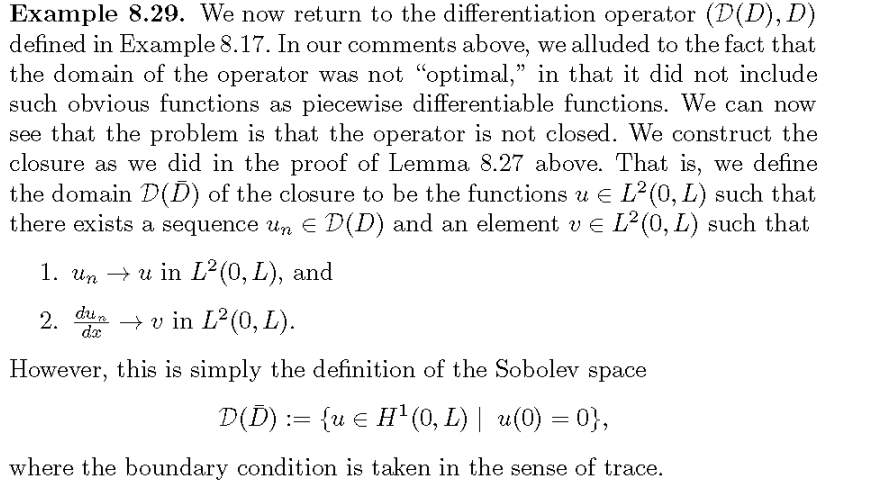 Example 8.29. We now return to the differentiation operator (𝒟(D), D)
defined in Example 8.17. In our comments above, we alluded to the fact that
the domain of the operator was not “optimal,” in that it did not include
such obvious functions as piecewise differentiable functions. We can now
see that the problem is that the operator is not closed. We construct the
closure as we did in the proof of Lemma 8.27 above. That is, we define
the domain 𝒟(D̄) of the closure to be the functions u ∈ L²(0, L) such that
there exists a sequence uₙ ∈ 𝒟(D) and an element v ∈ L²(0, L) such that
1. uₙ → u in L²(0, L), and
2. duₙ/dx → v in L²(0, L).
However, this is simply the definition of the Sobolev space
𝒟(D̄) := {u ∈ H¹(0, L) | u(0) = 0},
where the boundary condition is taken in the sense of trace.